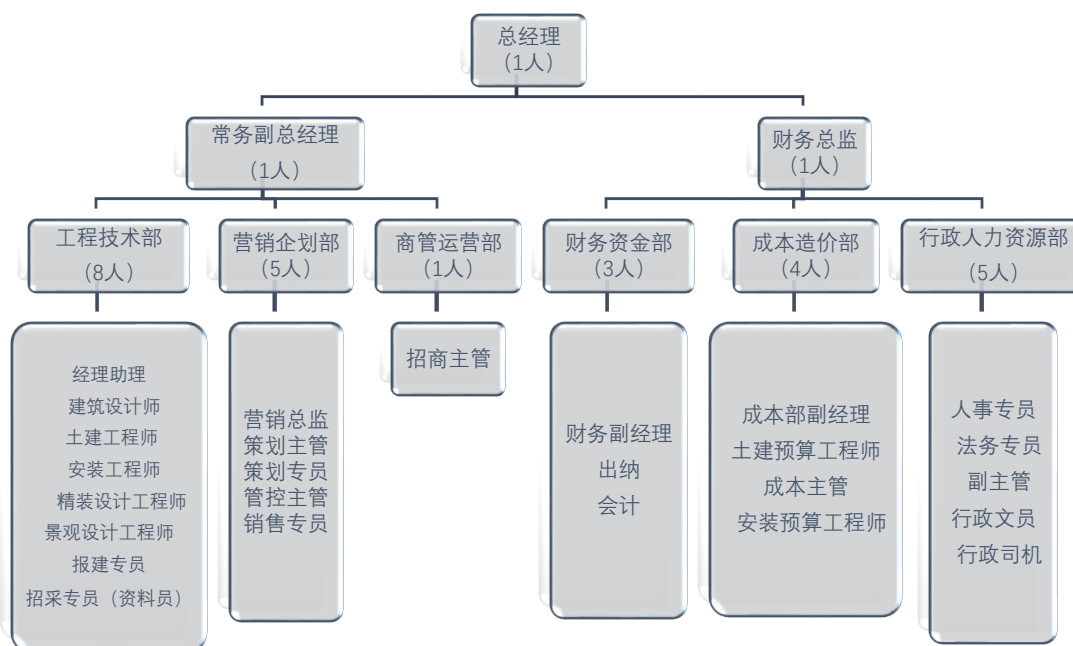 总经理
(1人)
常务副总经理
(1人)
财务总监
(1人)
工程技术部
(8人)
营销企划部
(5人)
商管运营部
(1人)
财务资金部
(3人)
成本造价部
(4人)
行政人力资源部
(5人)
经理助理
建筑设计师
土建工程师
安装工程师
精装设计工程师
景观设计工程师
报建专员
招采专员（资料员）
营销总监
策划主管
策划专员
管控主管
销售专员
招商主管
财务副经理
出纳
会计
成本部副经理
土建预算工程师
成本主管
安装预算工程师
人事专员
法务专员
副主管
行政文员
行政司机